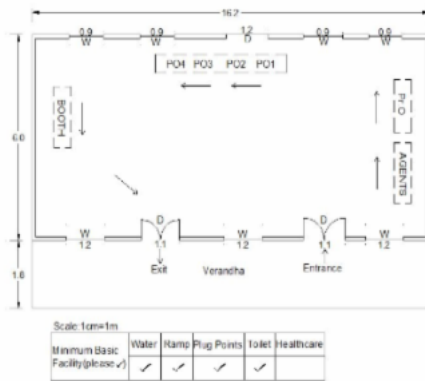 16.2
0.9 0.9 1.2 0.9 0.9
W W D W W
PO4 PO3 PO2 PO1
6.0
BOOTH
PrO
AGENTS
W D W D W
1.2 1.1 1.2 1.1 1.2
Exit Verandha Entrance
1.8
Scale:1cm=1m
Minimum Basic Facility(please ✓) Water Ramp Plug Points Toilet Healthcare
✓ ✓ ✓ ✓